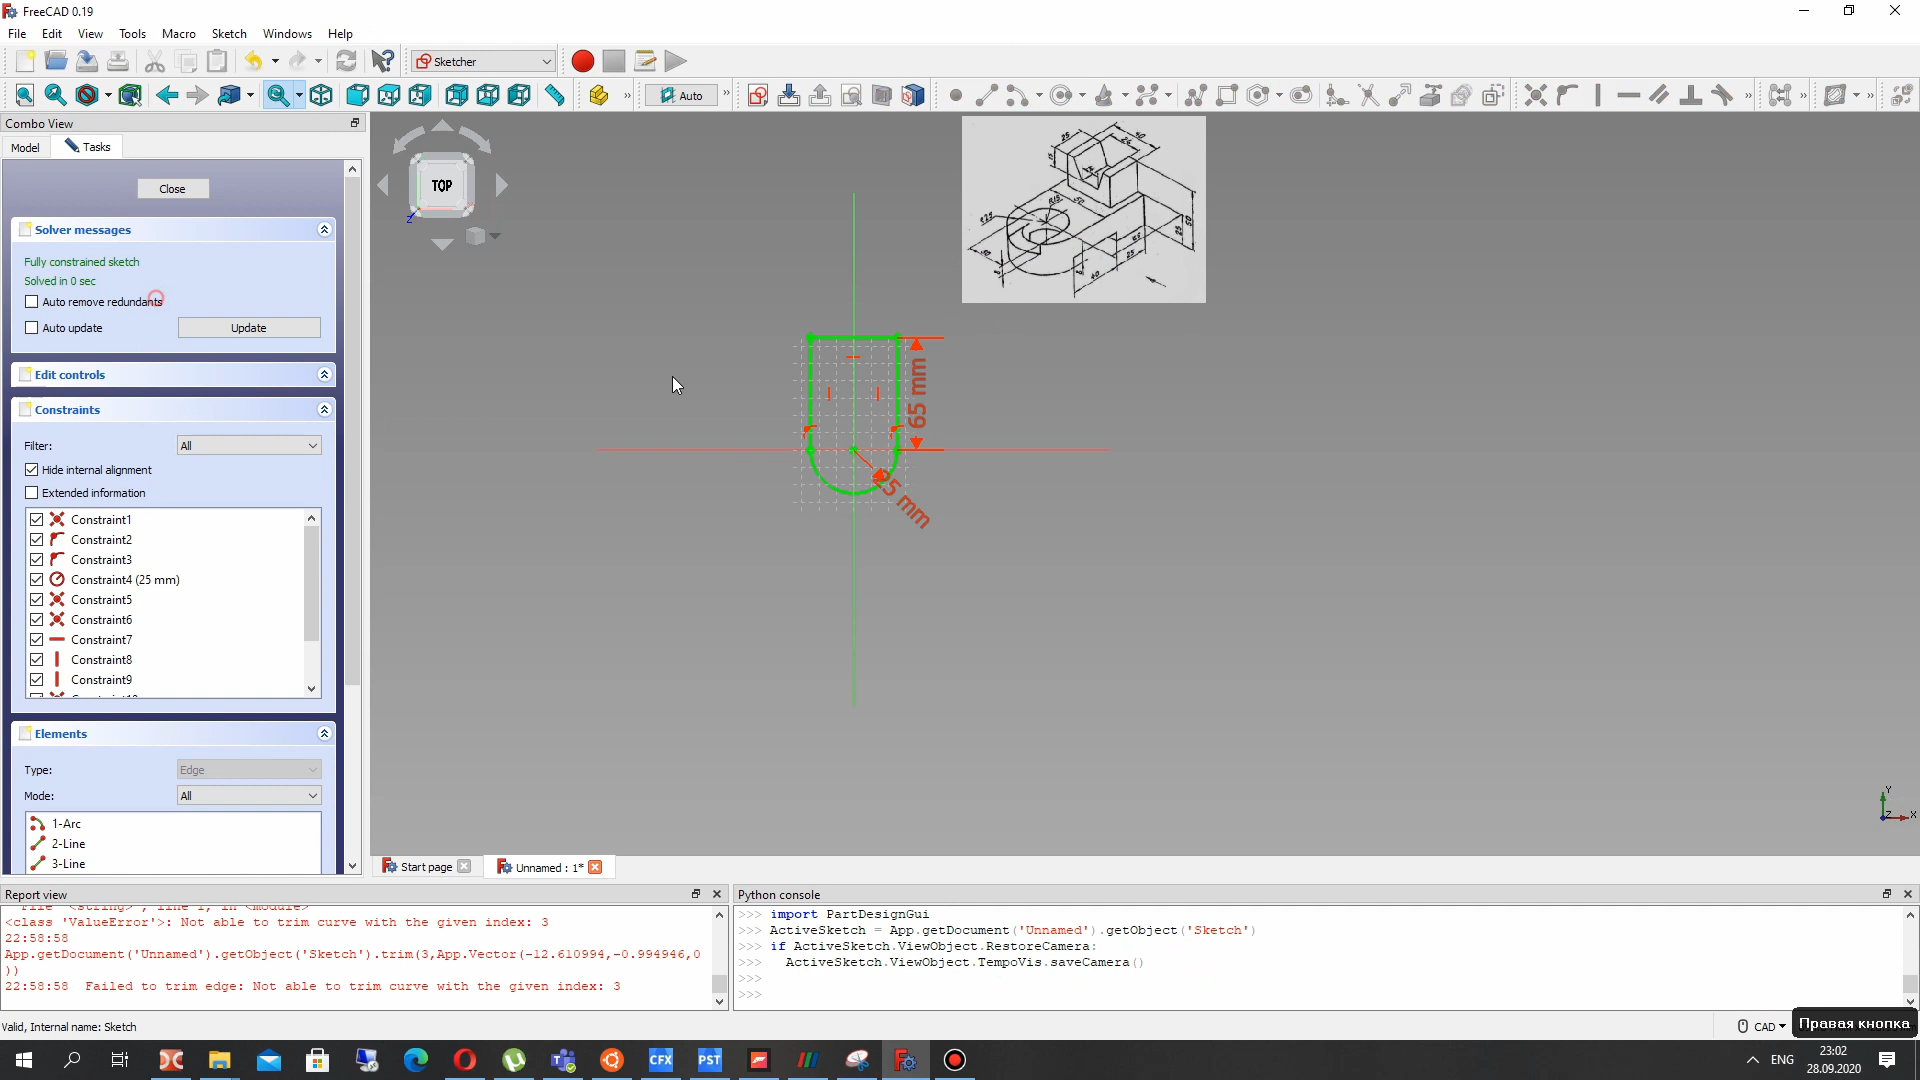 FreeCAD 0.19
File Edit View Tools Macro Sketch Windows Help
Sketcher
Auto
Combo View
Model Tasks
Close
Solver messages
Fully constrained sketch
Solved in 0 sec
Auto remove redundants
Auto update Update
Edit controls
Constraints
Filter: All
Hide internal alignment
Extended information
Constraint1
Constraint2
Constraint3
Constraint4 (25 mm)
Constraint5
Constraint6
Constraint7
Constraint8
Constraint9
Elements
Type: Edge
Mode: All
1-Arc
2-Line
3-Line
TOP
Z
65 mm
25 mm
Y
Z X
Start page Unnamed : 1*
Report view
File "<string>", line 1, in <module>
<class 'ValueError'>: Not able to trim curve with the given index: 3
22:58:58
App.getDocument('Unnamed').getObject('Sketch').trim(3,App.Vector(-12.610994,-0.994946,0
))
22:58:58 Failed to trim edge: Not able to trim curve with the given index: 3
Python console
>>> import PartDesignGui
>>> ActiveSketch = App.getDocument('Unnamed').getObject('Sketch')
>>> if ActiveSketch.ViewObject.RestoreCamera:
>>>   ActiveSketch.ViewObject.TempoVis.saveCamera()
>>>
>>>
Valid, Internal name: Sketch
CAD
Правая кнопка
CFX PST
ENG
23:02
28.09.2020